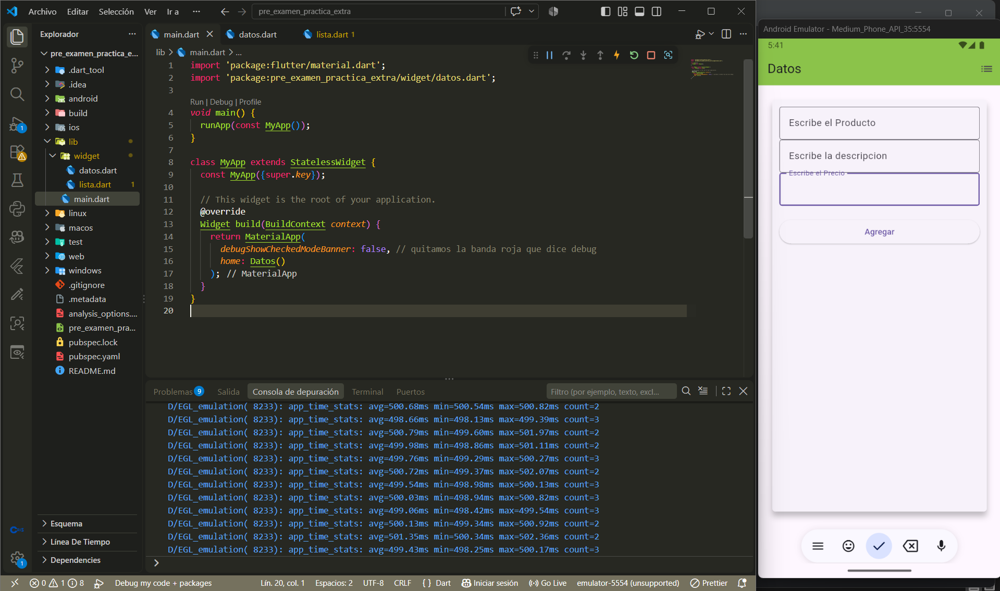 Archivo Editar Selección Ver Ir a ··· pre_examen_practica_extra
Explorador ···
pre_examen_practica_e...
.dart_tool
.idea
android
build
ios
lib
widget
datos.dart
lista.dart 1
main.dart
linux
macos
test
web
windows
.gitignore
.metadata
analysis_options....
pre_examen_pra...
pubspec.lock
pubspec.yaml
README.md
Esquema
Línea De Tiempo
Dependencies
1
1
main.dart datos.dart lista.dart 1
lib > main.dart > ...
1 import 'package:flutter/material.dart';
2 import 'package:pre_examen_practica_extra/widget/datos.dart';
3
Run | Debug | Profile
4 void main() {
5 runApp(const MyApp());
6 }
7
8 class MyApp extends StatelessWidget {
9 const MyApp({super.key});
10
11 // This widget is the root of your application.
12 @override
13 Widget build(BuildContext context) {
14 return MaterialApp(
15 debugShowCheckedModeBanner: false, // quitamos la banda roja que dice debug
16 home: Datos()
17 ); // MaterialApp
18 }
19 }
20
Problemas 9 Salida Consola de depuración Terminal Puertos Filtro (por ejemplo, texto, excl...
D/EGL_emulation( 8233): app_time_stats: avg=500.68ms min=500.54ms max=500.82ms count=2
D/EGL_emulation( 8233): app_time_stats: avg=498.66ms min=498.13ms max=499.39ms count=3
D/EGL_emulation( 8233): app_time_stats: avg=500.79ms min=499.60ms max=501.97ms count=2
D/EGL_emulation( 8233): app_time_stats: avg=499.98ms min=498.86ms max=501.11ms count=2
D/EGL_emulation( 8233): app_time_stats: avg=499.76ms min=499.29ms max=500.27ms count=3
D/EGL_emulation( 8233): app_time_stats: avg=500.72ms min=499.37ms max=502.07ms count=2
D/EGL_emulation( 8233): app_time_stats: avg=499.54ms min=498.98ms max=500.13ms count=3
D/EGL_emulation( 8233): app_time_stats: avg=500.03ms min=498.94ms max=500.82ms count=3
D/EGL_emulation( 8233): app_time_stats: avg=499.06ms min=498.42ms max=499.54ms count=3
D/EGL_emulation( 8233): app_time_stats: avg=500.13ms min=499.34ms max=500.92ms count=2
D/EGL_emulation( 8233): app_time_stats: avg=501.35ms min=500.34ms max=502.36ms count=2
D/EGL_emulation( 8233): app_time_stats: avg=499.43ms min=498.25ms max=500.17ms count=3
0 1 8 Debug my code + packages Lín. 20, col. 1 Espacios: 2 UTF-8 CRLF { } Dart Iniciar sesión Go Live emulator-5554 (unsupported) Prettier
Android Emulator - Medium_Phone_API_35:5554
5:41
Datos
Escribe el Producto
Escribe la descripcion
Escribe el Precio
Agregar